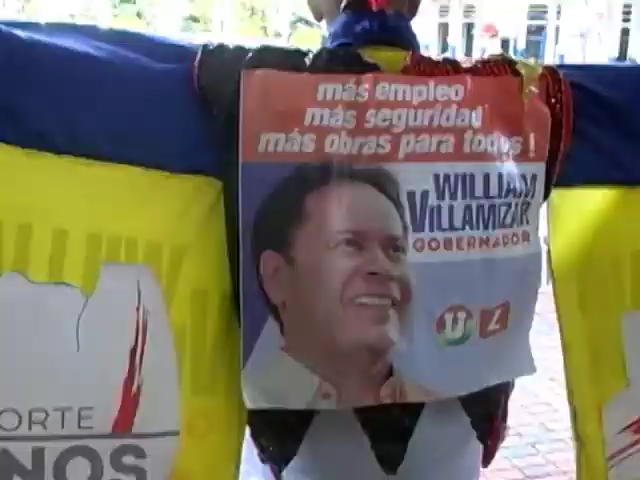 más empleo
más seguridad
más obras para todos !
WILLIAM
VILLAMIZAR
GOBERNADOR
U L
ORTE
NOS